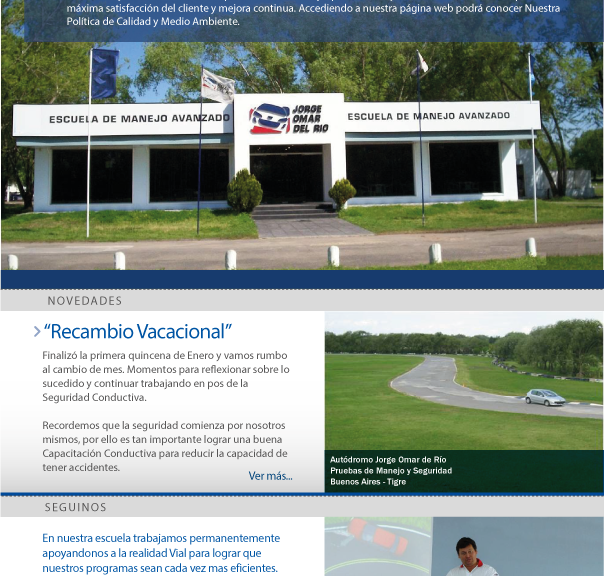 máxima satisfacción del cliente y mejora continua. Accediendo a nuestra página web podrá conocer Nuestra
Política de Calidad y Medio Ambiente.
ESCUELA DE MANEJO AVANZADO
JORGE
OMAR
DEL RIO
ESCUELA DE MANEJO AVANZADO
NOVEDADES
“Recambio Vacacional”
Finalizó la primera quincena de Enero y vamos rumbo
al cambio de mes. Momentos para reflexionar sobre lo
sucedido y continuar trabajando en pos de la
Seguridad Conductiva.
Recordemos que la seguridad comienza por nosotros
mismos, por ello es tan importante lograr una buena
Capacitación Conductiva para reducir la capacidad de
tener accidentes.
Ver más...
Autódromo Jorge Omar de Río
Pruebas de Manejo y Seguridad
Buenos Aires - Tigre
SEGUINOS
En nuestra escuela trabajamos permanentemente
apoyandonos a la realidad Vial para lograr que
nuestros programas sean cada vez mas eficientes.